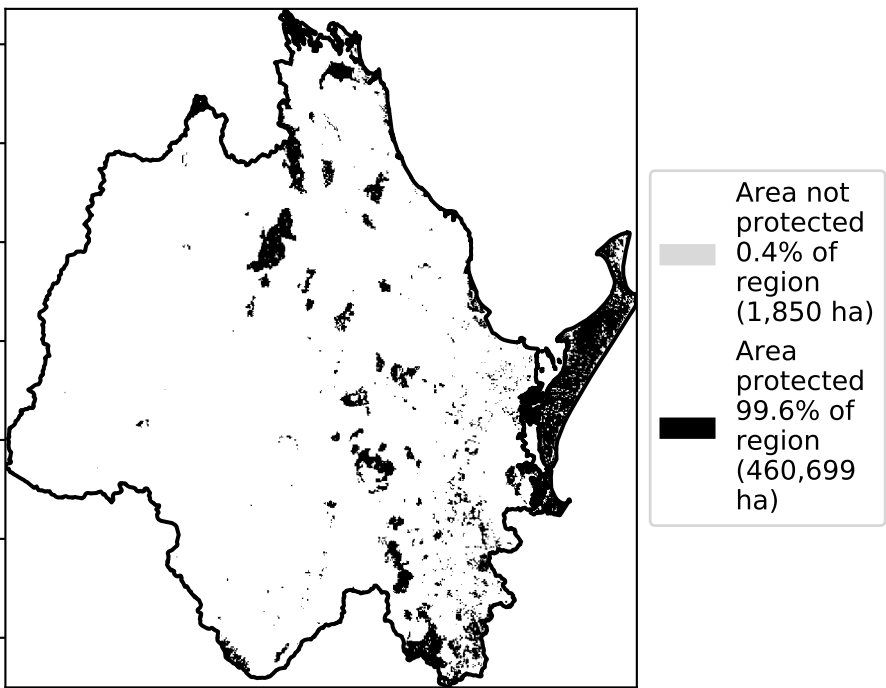 Area not
protected
0.4% of
region
(1,850 ha)
Area
protected
99.6% of
region
(460,699
ha)